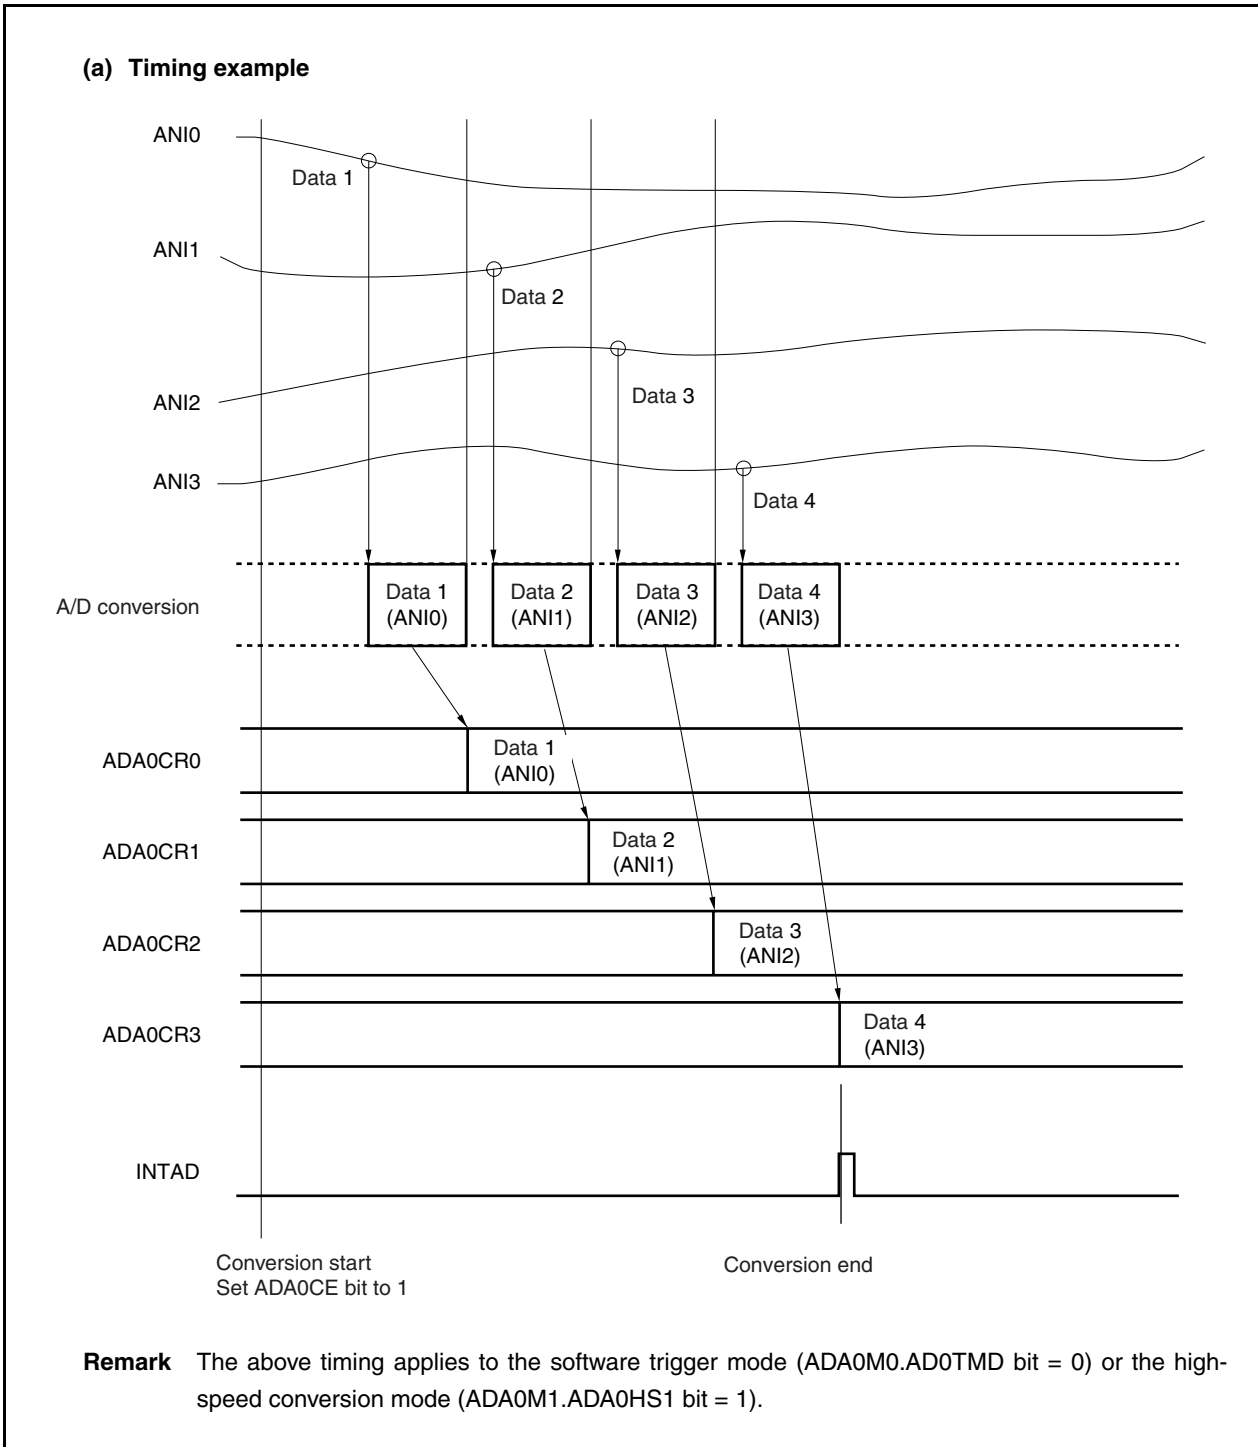 (a) Timing example
ANI0
Data 1
ANI1
Data 2
ANI2
Data 3
ANI3
Data 4
A/D conversion
Data 1
(ANI0)
Data 2
(ANI1)
Data 3
(ANI2)
Data 4
(ANI3)
ADA0CR0
Data 1
(ANI0)
ADA0CR1
Data 2
(ANI1)
ADA0CR2
Data 3
(ANI2)
ADA0CR3
Data 4
(ANI3)
INTAD
Conversion start
Set ADA0CE bit to 1
Conversion end
Remark The above timing applies to the software trigger mode (ADA0M0.AD0TMD bit = 0) or the high-
speed conversion mode (ADA0M1.ADA0HS1 bit = 1).